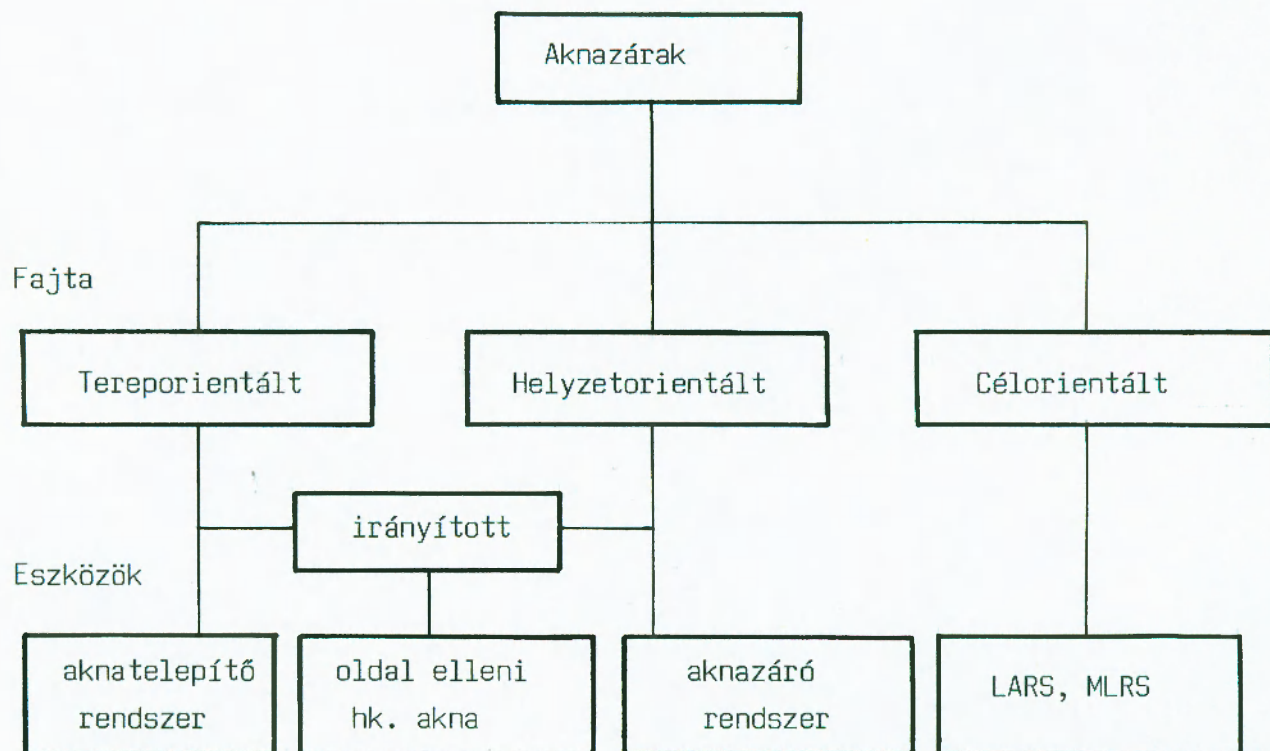 Aknazárak
Fajta
Tereporientált
Helyzetorientált
Célorientált
irányított
Eszközök
aknatelepítő
rendszer
oldal elleni
hk. akna
aknazáró
rendszer
LARS, MLRS